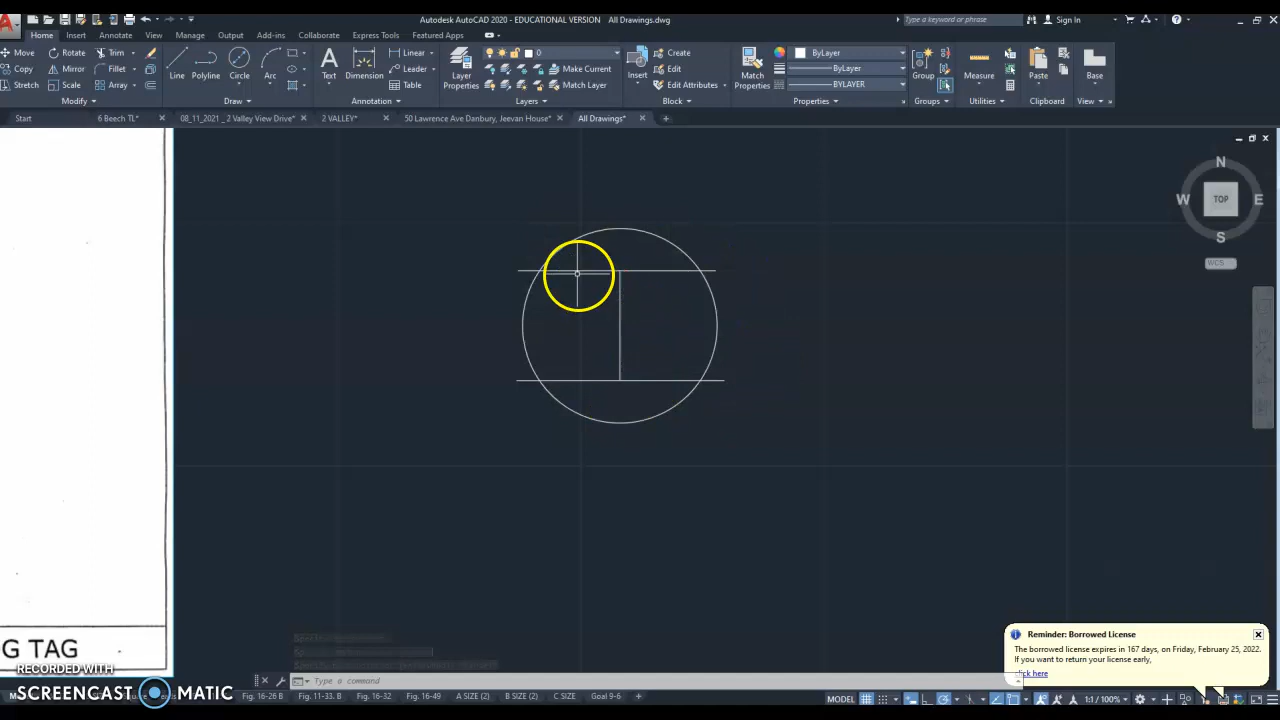 Autodesk AutoCAD 2020 - EDUCATIONAL VERSION All Drawings.dwg
Type a keyword or phrase
Sign In
Home Insert Annotate View Manage Output Add-ins Collaborate Express Tools Featured Apps
Move Rotate Trim
Copy Mirror Fillet
Stretch Scale Array
Modify
Line Polyline Circle Arc
Draw
Text Dimension
Linear
Leader
Table
Annotation
Layer Properties
0
Make Current
Match Layer
Layers
Insert
Create
Edit
Edit Attributes
Block
Match Properties
ByLayer
ByLayer
BYLAYER
Properties
Group
Groups
Measure
Utilities
Paste
Clipboard
Base
View
Start 6 Beech TL* 08_11_2021 _ 2 Valley View Drive* 2 VALLEY* 50 Lawrence Ave Danbury, Jeevan House* All Drawings*
N
W TOP E
S
WCS
G TAG
RECORDED WITH
SCREENCAST MATIC
Reminder: Borrowed License
The borrowed license expires in 167 days, on Friday, February 25, 2022.
If you want to return your license early,
click here
Type a command
Fig. 16-26 B Fig. 11-33. B Fig. 16-32 Fig. 16-49 A SIZE (2) B SIZE (2) C SIZE Goal 9-6
MODEL 1:1 / 100%